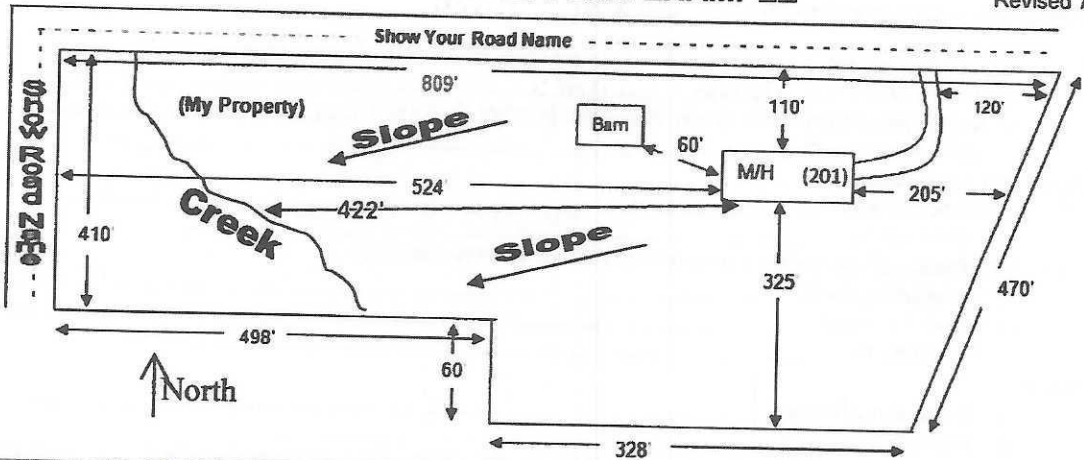 Revised
Show Your Road Name
Show Road Name
809'
(My Property)
Slope
Barn
60'
110'
120'
M/H (201)
524'
205'
422'
Creek
410'
Slope
325'
470'
498'
60'
North
328'